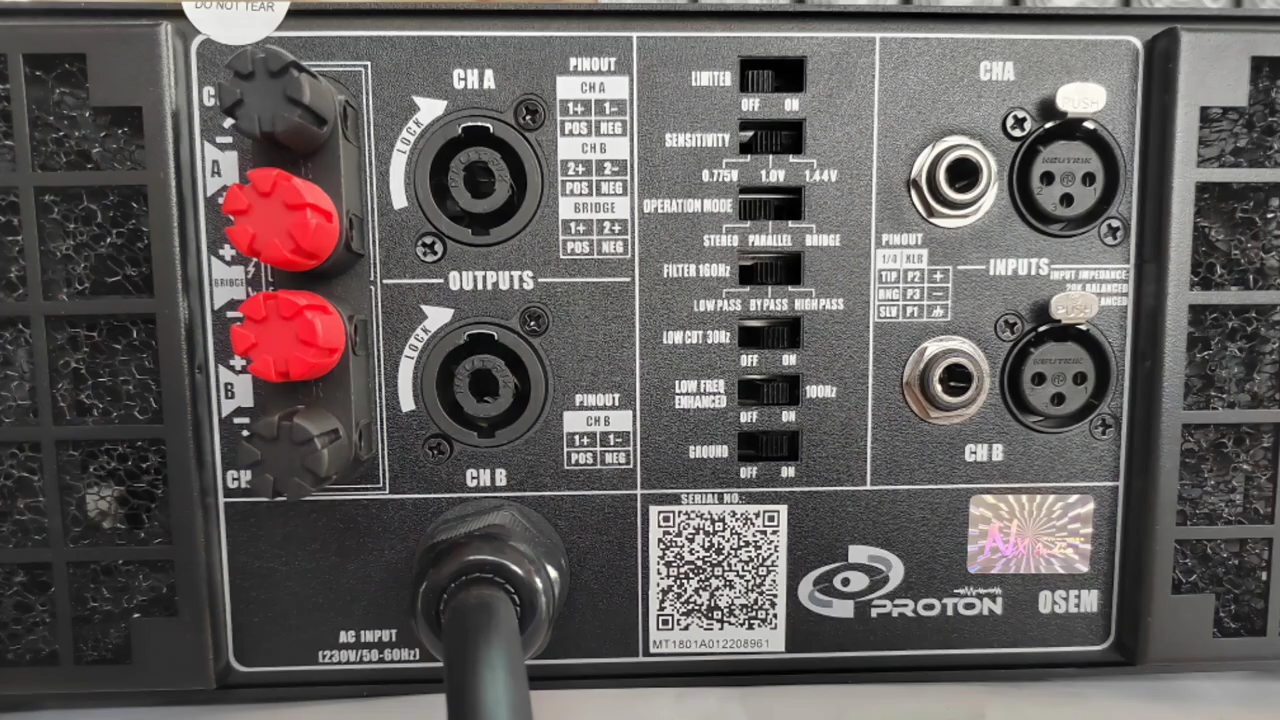 DO NOT TEAR
A
BRIDGE
B
CH A
LOCK
OUTPUTS
LOCK
CH B
PINOUT
CH A
1+ 1-
POS NEG
CH B
2+ 2-
POS NEG
BRIDGE
1+ 2+
POS NEG
PINOUT
CH B
1+ 1-
POS NEG
LIMITER
OFF ON
SENSITIVITY
0.775V 1.0V 1.44V
OPERATION MODE
STEREO PARALLEL BRIDGE
FILTER 160Hz
LOW PASS BYPASS HIGH PASS
LOW CUT 30Hz
OFF ON
LOW FREQ
ENHANCED
100Hz
OFF ON
GROUND
OFF ON
CHA
PUSH
NEUTRIK
2 1
3
PINOUT
1/4 XLR
TIP P2 +
RNG P3 -
SLV P1
INPUTS
INPUT IMPEDANCE
20K BALANCED
PUSH
NEUTRIK
CH B
AC INPUT
(230V/50-60Hz)
SERIAL NO.:
MT1801A012208961
PROTON
OSEM